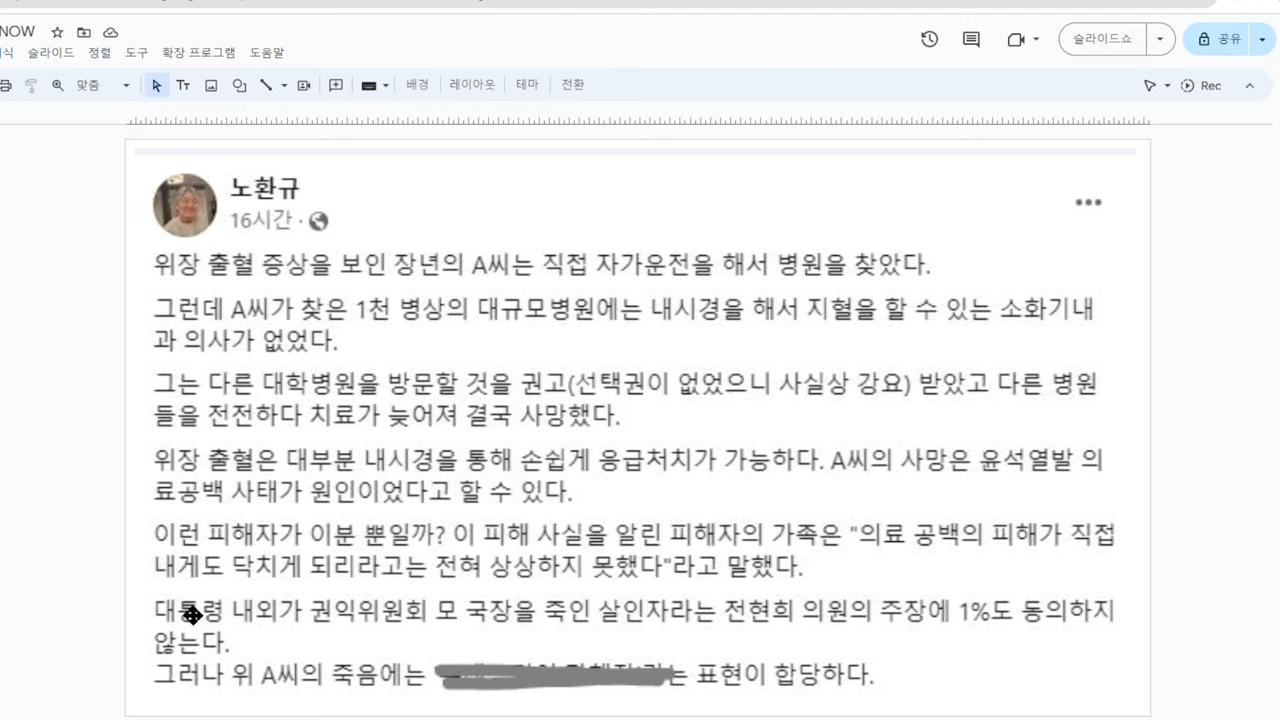 NOW
식 슬라이드 정렬 도구 확장 프로그램 도움말
슬라이드쇼
공유
맞춤
배경 레이아웃 테마 전환
Rec
노환규
16시간 ·
위장 출혈 증상을 보인 장년의 A씨는 직접 자가운전을 해서 병원을 찾았다.
그런데 A씨가 찾은 1천 병상의 대규모병원에는 내시경을 해서 지혈을 할 수 있는 소화기내
과 의사가 없었다.
그는 다른 대학병원을 방문할 것을 권고(선택권이 없었으니 사실상 강요) 받았고 다른 병원
들을 전전하다 치료가 늦어져 결국 사망했다.
위장 출혈은 대부분 내시경을 통해 손쉽게 응급처치가 가능하다. A씨의 사망은 윤석열발 의
료공백 사태가 원인이었다고 할 수 있다.
이런 피해자가 이분 뿐일까? 이 피해 사실을 알린 피해자의 가족은 "의료 공백의 피해가 직접
내게도 닥치게 되리라고는 전혀 상상하지 못했다"라고 말했다.
대통령 내외가 권익위원회 모 국장을 죽인 살인자라는 전현희 의원의 주장에 1%도 동의하지
않는다.
그러나 위 A씨의 죽음에는 는 표현이 합당하다.